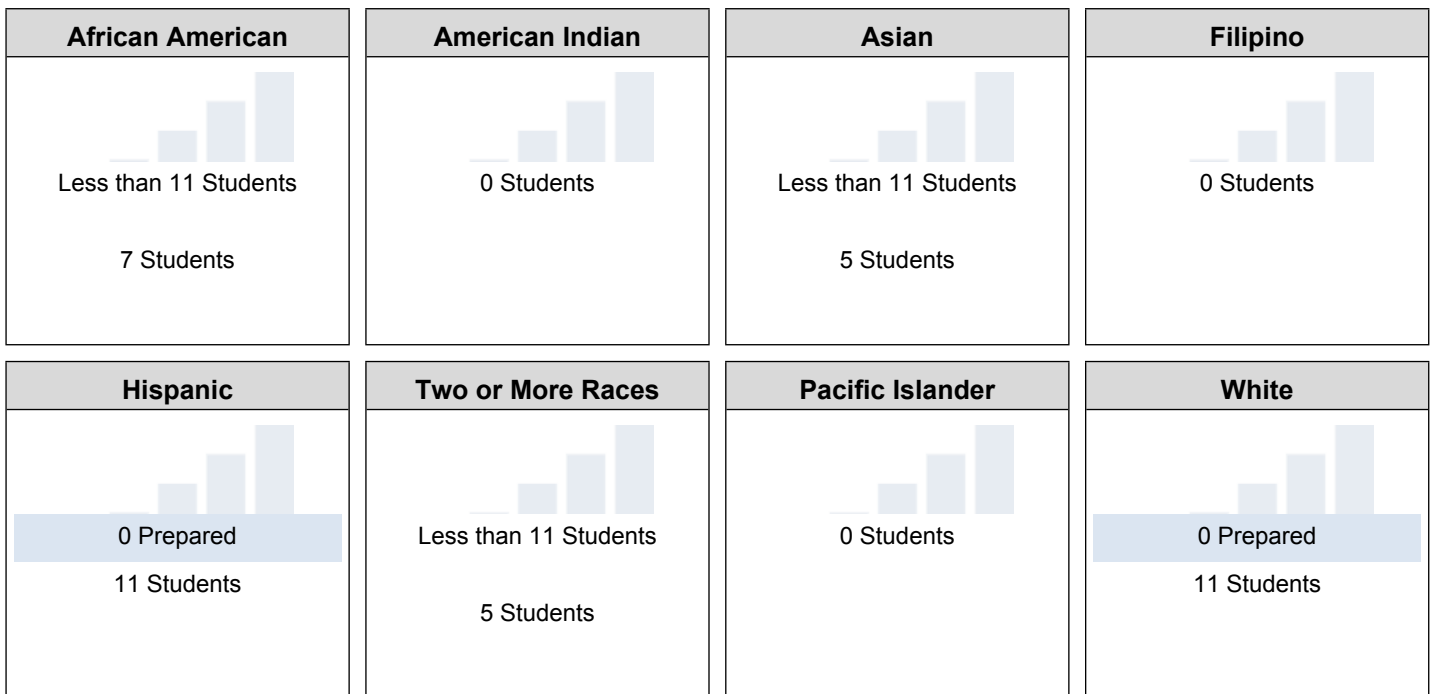 African American
American Indian
Asian
Filipino
Less than 11 Students
0 Students
Less than 11 Students
0 Students
7 Students
5 Students
Hispanic
Two or More Races
Pacific Islander
White
0 Prepared
Less than 11 Students
0 Students
0 Prepared
11 Students
11 Students
5 Students